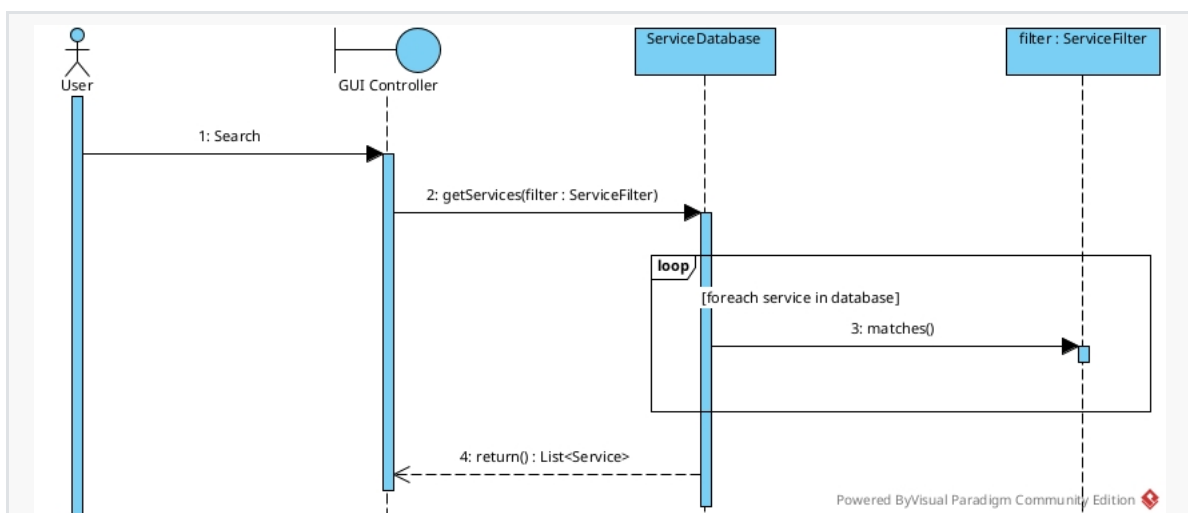 ServiceDatabase
filter : ServiceFilter
User
GUI Controller
1: Search
2: getServices(filter : ServiceFilter)
loop
[foreach service in database]
3: matches()
4: return() : List<Service>
Powered ByVisual Paradigm Community Edition